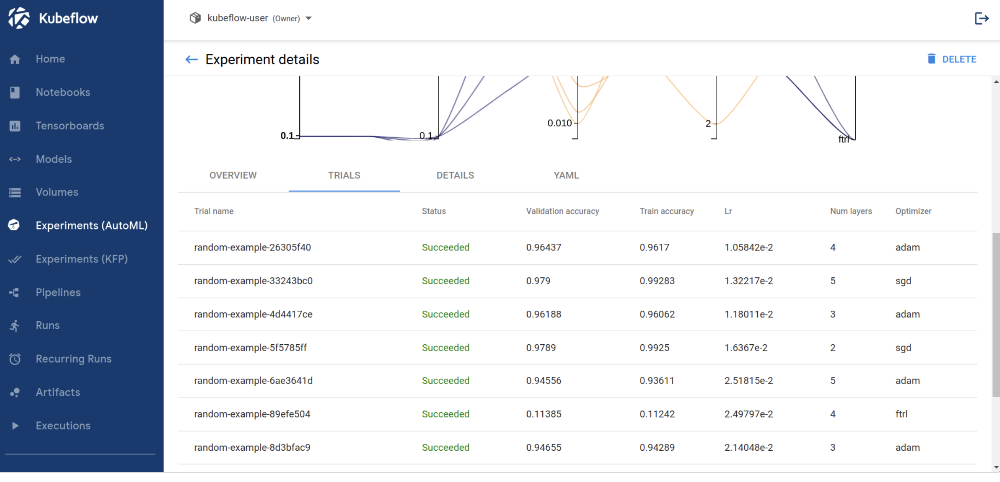 Kubeflow
kubeflow-user (Owner)
Home
Notebooks
Tensorboards
Models
Volumes
Experiments (AutoML)
Experiments (KFP)
Pipelines
Runs
Recurring Runs
Artifacts
Executions
Experiment details
DELETE
0.1
0.1
0.010
2
ftrl
OVERVIEW TRIALS DETAILS YAML
Trial name Status Validation accuracy Train accuracy Lr Num layers Optimizer
random-example-26305f40 Succeeded 0.96437 0.9617 1.05842e-2 4 adam
random-example-33243bc0 Succeeded 0.979 0.99283 1.32217e-2 5 sgd
random-example-4d4417ce Succeeded 0.96188 0.96062 1.18011e-2 3 adam
random-example-5f5785ff Succeeded 0.9789 0.9925 1.6367e-2 2 sgd
random-example-6ae3641d Succeeded 0.94556 0.93611 2.51815e-2 5 adam
random-example-89efe504 Succeeded 0.11385 0.11242 2.49797e-2 4 ftrl
random-example-8d3bfac9 Succeeded 0.94655 0.94289 2.14048e-2 3 adam